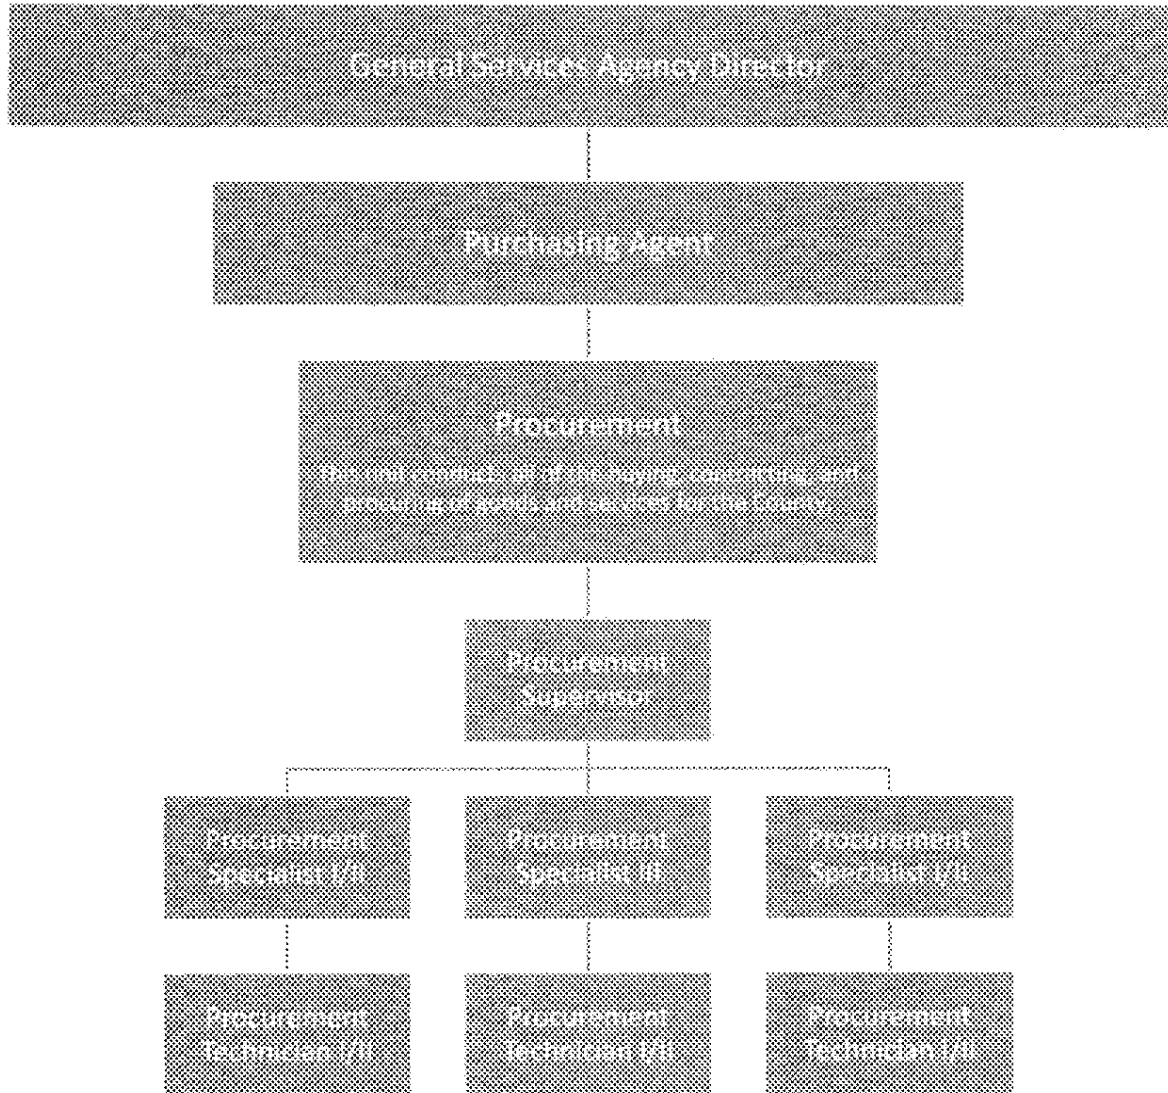 General Services Agency Director
Purchasing Agent
Procurement
This unit conducts all of the buying, contracting, and
procuring of goods and services for the County.
Procurement
Supervisor
Procurement
Specialist I/II
Procurement
Specialist III
Procurement
Specialist I/II
Procurement
Technician I/II
Procurement
Technician I/II
Procurement
Technician I/II